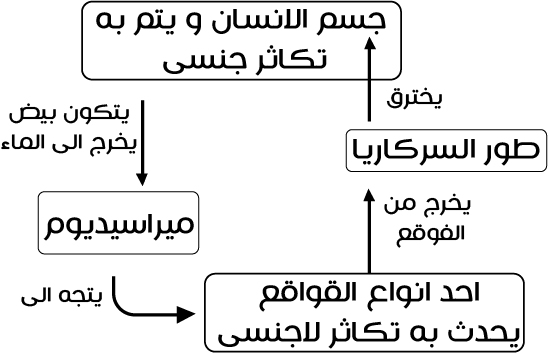 جسم الانسان و يتم به
تكاثر جنسى
يتكون بيض
يخرج الى الماء
ميراسيديوم
يتجه الى
احد انواع القواقع
يحدث به تكاثر لاجنسى
يخرج من
الفوقع
طور السركاريا
يخترق